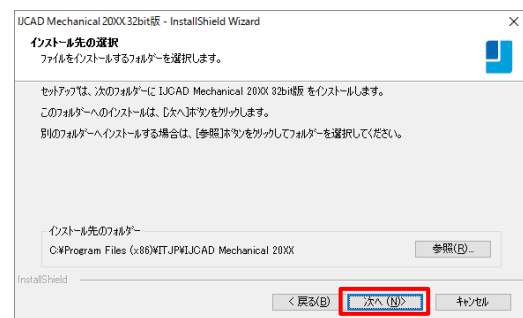 IJCAD Mechanical 20XX 32bit版 - InstallShield Wizard
インストール先の選択
ファイルをインストールするフォルダーを選択します。
セットアップは、次のフォルダーに IJCAD Mechanical 20XX 32bit版 をインストールします。
このフォルダーへのインストールは、[次へ]ボタンをクリックします。
別のフォルダーへインストールする場合は、[参照]ボタンをクリックしてフォルダーを選択してください。
インストール先のフォルダー
C:¥Program Files (x86)¥ITJP¥IJCAD Mechanical 20XX
参照(R)...
InstallShield
< 戻る(B)
次へ (N)>
キャンセル